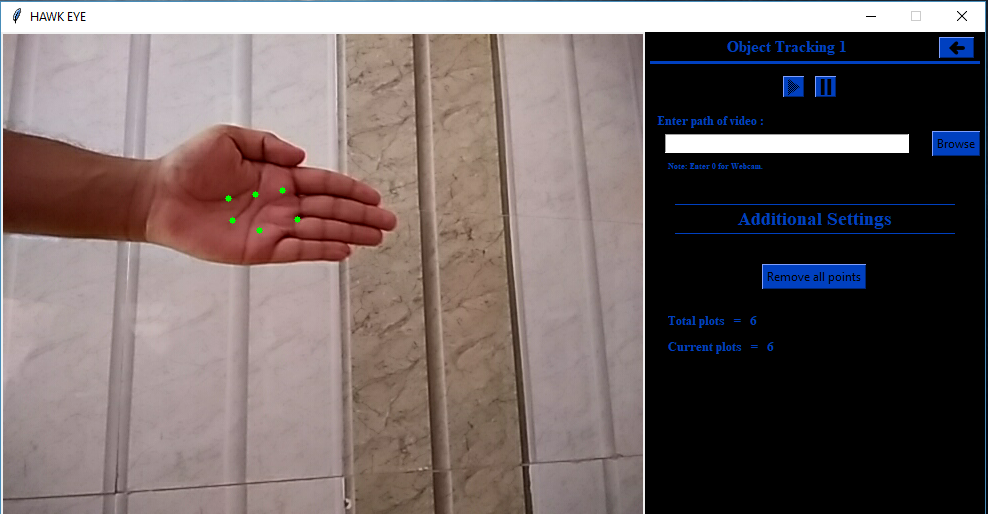 HAWK EYE
Object Tracking 1
Enter path of video :
Browse
Note: Enter 0 for Webcam.
Additional Settings
Remove all points
Total plots = 6
Current plots = 6